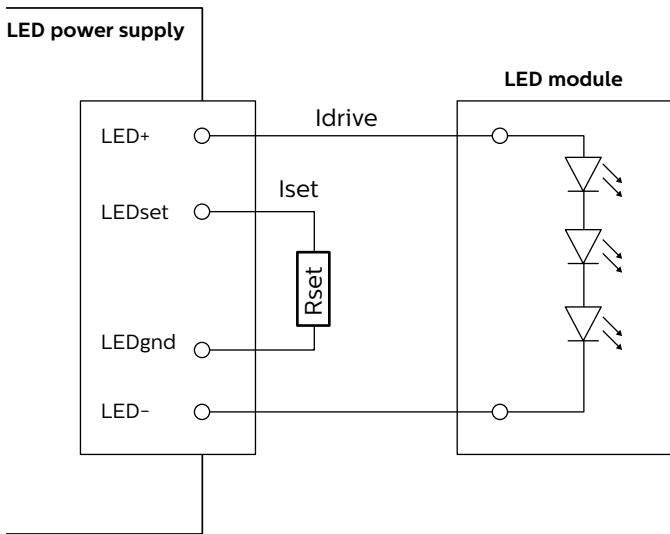 LED power supply
LED module
LED+
Idrive
LEDset
Iset
Rset
LEDgnd
LED-